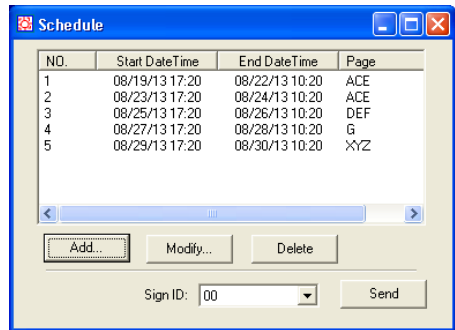 Schedule
NO. Start DateTime End DateTime Page
1 08/19/13 17:20 08/22/13 10:20 ACE
2 08/23/13 17:20 08/24/13 10:20 ACE
3 08/25/13 17:20 08/26/13 10:20 DEF
4 08/27/13 17:20 08/28/13 10:20 G
5 08/29/13 17:20 08/30/13 10:20 XYZ
Add... Modify... Delete
Sign ID: 00 Send